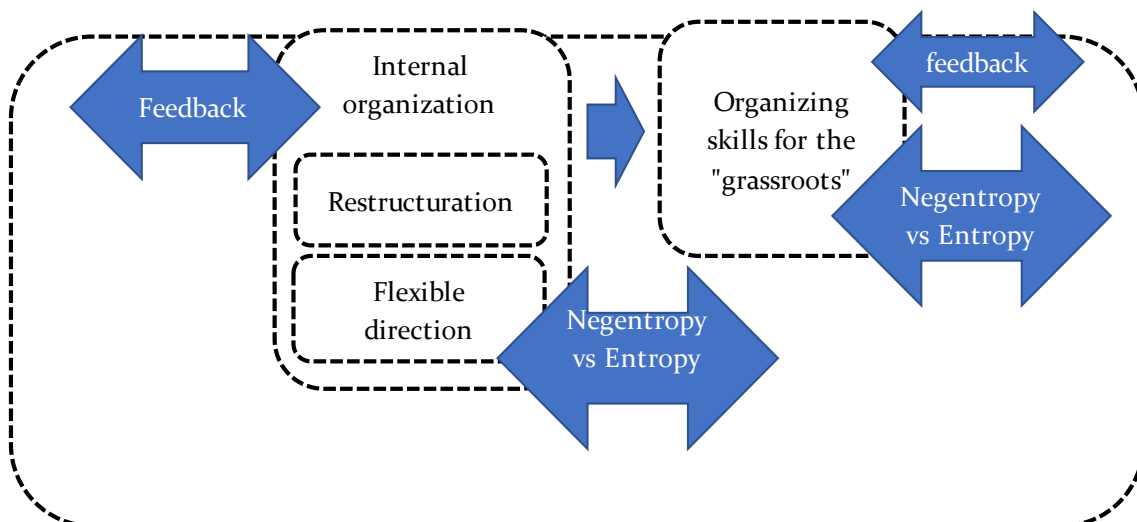 Feedback
Internal
organization
Restructuration
Flexible
direction
Negentropy
vs Entropy
Organizing
skills for the
"grassroots"
feedback
Negentropy
vs Entropy